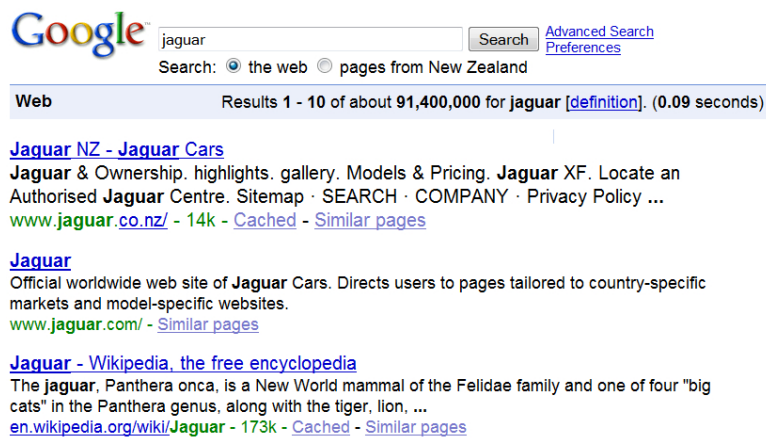 Google™ jaguar Search Advanced Search
Preferences
Search: the web pages from New Zealand
Web Results 1 - 10 of about 91,400,000 for jaguar [definition]. (0.09 seconds)
Jaguar NZ - Jaguar Cars
Jaguar & Ownership. highlights. gallery. Models & Pricing. Jaguar XF. Locate an
Authorised Jaguar Centre. Sitemap · SEARCH · COMPANY · Privacy Policy ...
www.jaguar.co.nz/ - 14k - Cached - Similar pages
Jaguar
Official worldwide web site of Jaguar Cars. Directs users to pages tailored to country-specific
markets and model-specific websites.
www.jaguar.com/ - Similar pages
Jaguar - Wikipedia, the free encyclopedia
The jaguar, Panthera onca, is a New World mammal of the Felidae family and one of four "big
cats" in the Panthera genus, along with the tiger, lion, ...
en.wikipedia.org/wiki/Jaguar - 173k - Cached - Similar pages